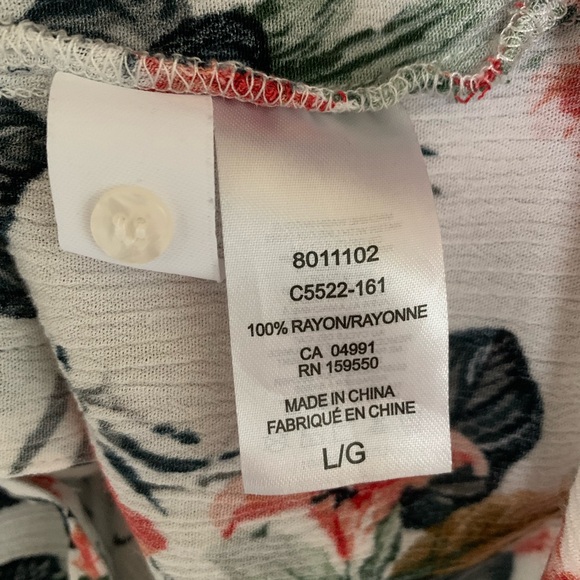 8011102
C5522-161
100% RAYON/RAYONNE
CA 04991
RN 159550
MADE IN CHINA
FABRIQUÉ EN CHINE
L/G